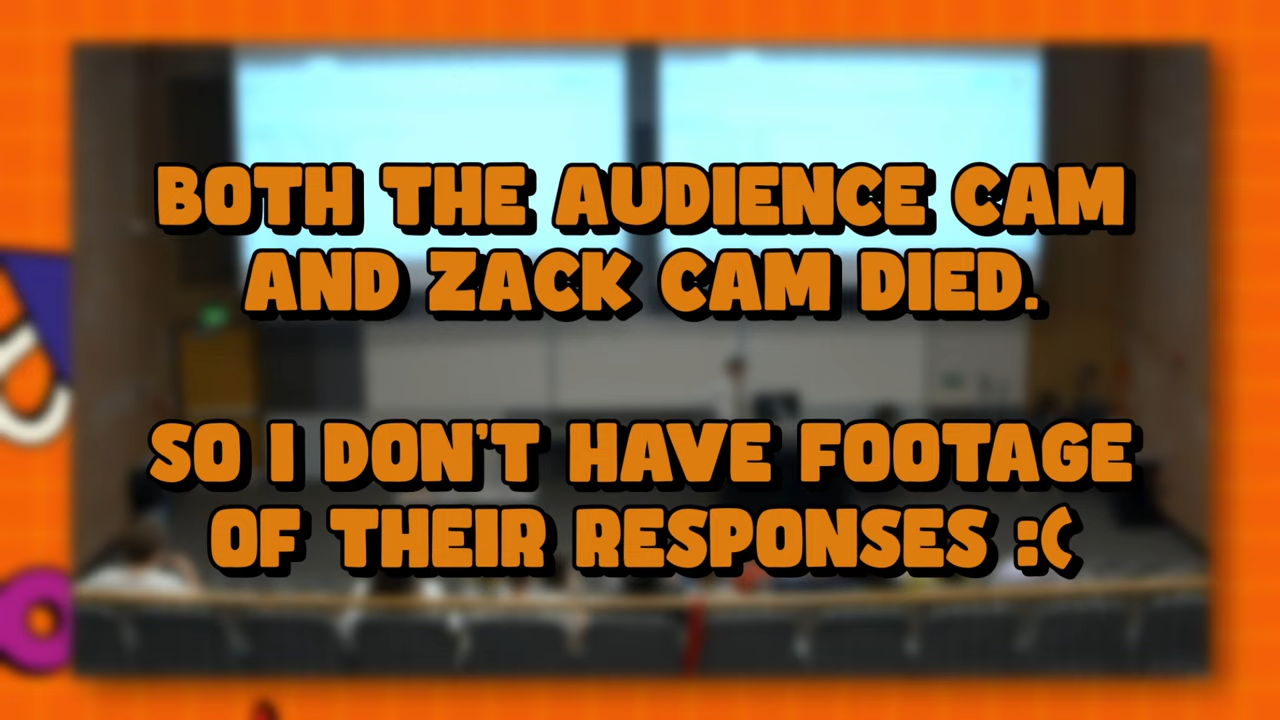 BOTH THE AUDIENCE CAM
AND ZACK CAM DIED.
SO I DON'T HAVE FOOTAGE
OF THEIR RESPONSES :(